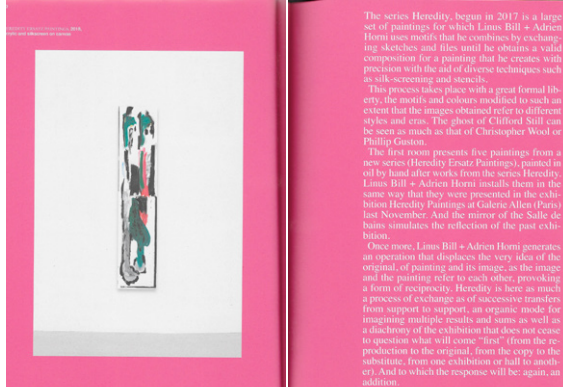 The series Heredity, begun in 2017 is a large
set of paintings for which Linus Bill + Adrien
Horni uses motifs that he combines by exchang-
ing sketches and files until he obtains a valid
composition for a painting that he creates with
precision with the aid of diverse techniques such
as silk-screening and stencils.
This process takes place with a great formal lib-
erty, the motifs and colours modified to such an
extent that the images obtained refer to different
styles and eras. The ghost of Clifford Still can
be seen as much as that of Christopher Wool or
Phillip Guston.
The first room presents five paintings from a
new series (Heredity Ersatz Paintings), painted in
oil by hand after works from the series Heredity.
Linus Bill + Adrien Horni installs them in the
same way that they were presented in the exhi-
bition Heredity Paintings at Galerie Allen (Paris)
last November. And the mirror of the Salle de
bains simulates the reflection of the past exhi-
bition.
Once more, Linus Bill + Adrien Horni generates
an operation that displaces the very idea of the
original, of painting and its image, as the image
and the painting refer to each other, provoking
a form of reciprocity. Heredity is here as much
a process of exchange as of successive transfers
from support to support, an organic mode for
imagining multiple results and sums as well as
a diachrony of the exhibition that does not cease
to question what will come “first” (from the re-
production to the original, from the copy to the
substitute, from one exhibition or hall to anoth-
er). And to which the response will be: again, an
addition.